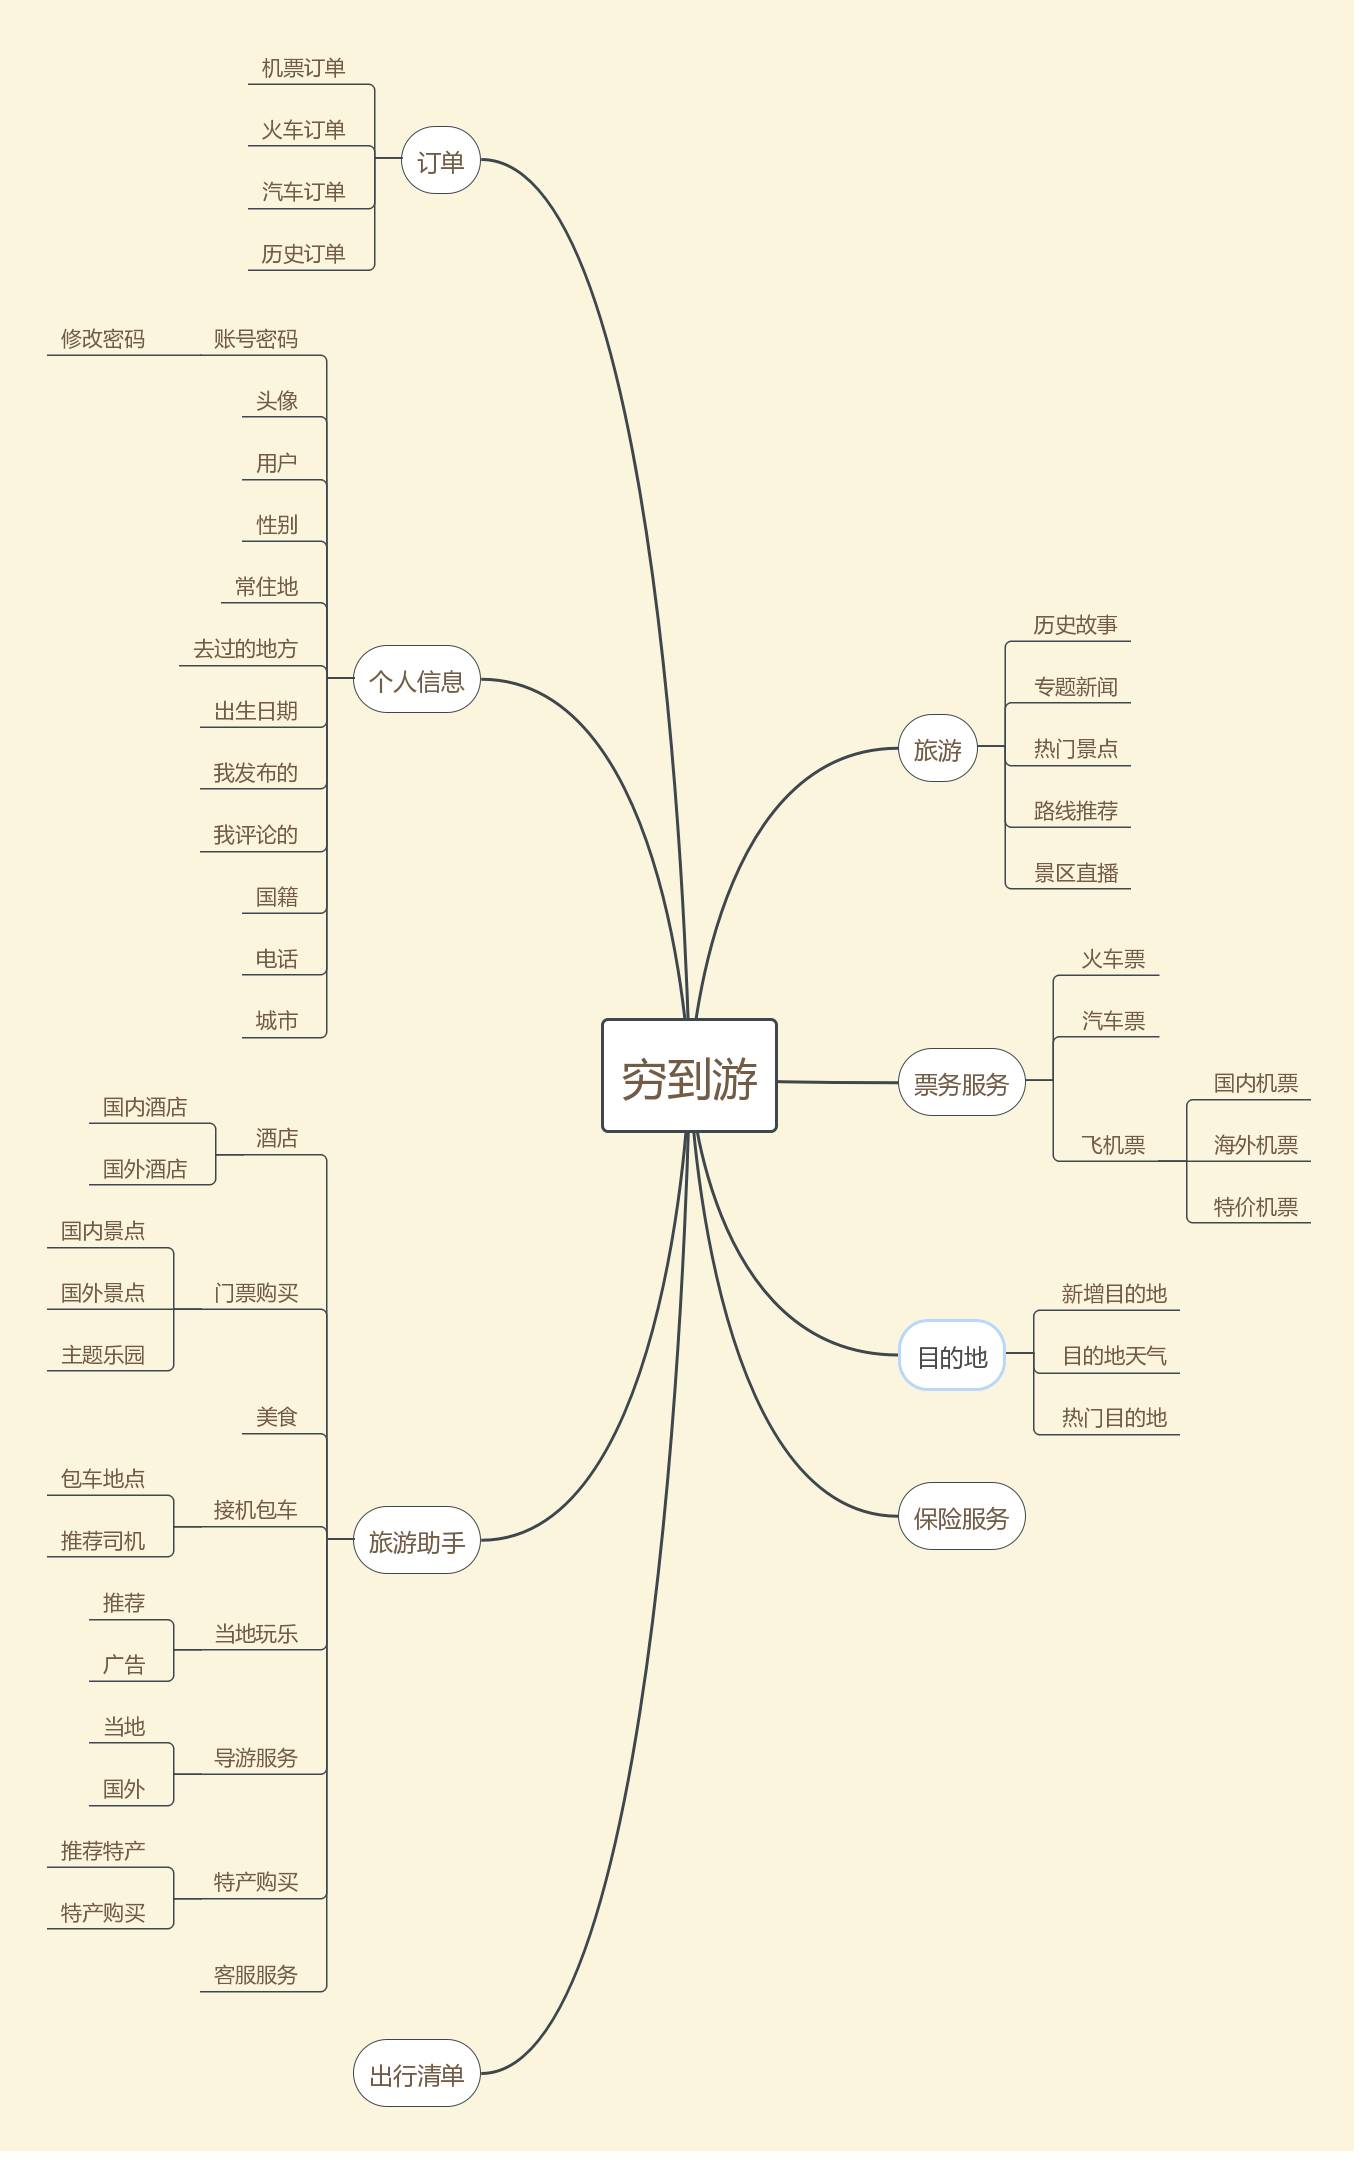 穷到游
订单
机票订单
火车订单
汽车订单
历史订单
个人信息
账号密码
修改密码
头像
用户
性别
常住地
去过的地方
出生日期
我发布的
我评论的
国籍
电话
城市
旅游助手
酒店
国内酒店
国外酒店
门票购买
国内景点
国外景点
主题乐园
美食
接机包车
包车地点
推荐司机
当地玩乐
推荐
广告
导游服务
当地
国外
特产购买
推荐特产
特产购买
客服服务
出行清单
旅游
历史故事
专题新闻
热门景点
路线推荐
景区直播
票务服务
火车票
汽车票
飞机票
国内机票
海外机票
特价机票
目的地
新增目的地
目的地天气
热门目的地
保险服务